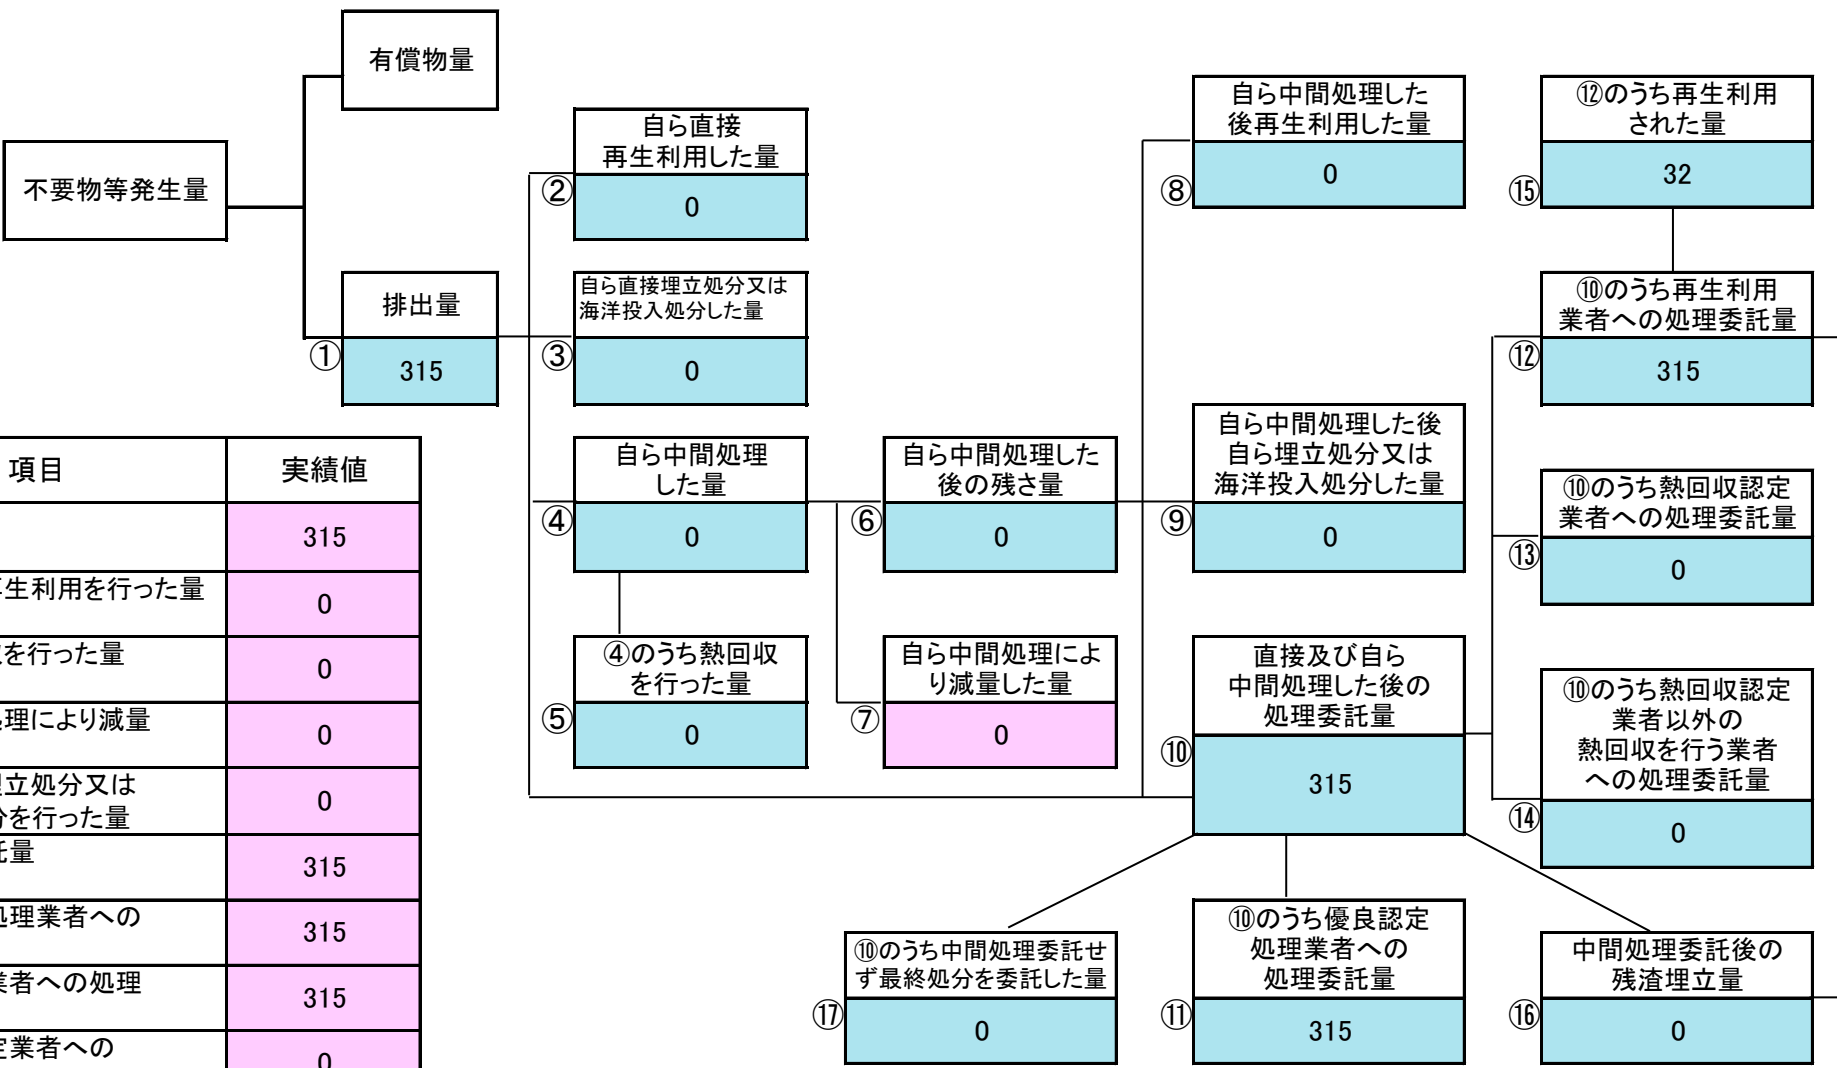 有償物量
不要物等発生量
排出量
①
315
自ら直接
再生利用した量
②
0
自ら直接埋立処分又は
海洋投入処分した量
③
0
自ら中間処理
した量
④
0
④のうち熱回収
を行った量
⑤
0
自ら中間処理した
後の残さ量
⑥
0
自ら中間処理によ
り減量した量
⑦
0
自ら中間処理した
後再生利用した量
⑧
0
自ら中間処理した後
自ら埋立処分又は
海洋投入処分した量
⑨
0
直接及び自ら
中間処理した後の
処理委託量
⑩
315
⑫のうち再生利用
された量
⑮
32
⑩のうち再生利用
業者への処理委託量
⑫
315
⑩のうち熱回収認定
業者への処理委託量
⑬
0
⑩のうち熱回収認定
業者以外の
熱回収を行う業者
への処理委託量
⑭
0
⑩のうち中間処理委託せ
ず最終処分を委託した量
⑰
0
⑩のうち優良認定
処理業者への
処理委託量
⑪
315
中間処理委託後の
残渣埋立量
⑯
0
項目 実績値
315
生利用を行った量
0
を行った量
0
理により減量
0
立処分又は
を行った量
0
量
315
処理業者への
315
業者への処理
315
定業者への
0